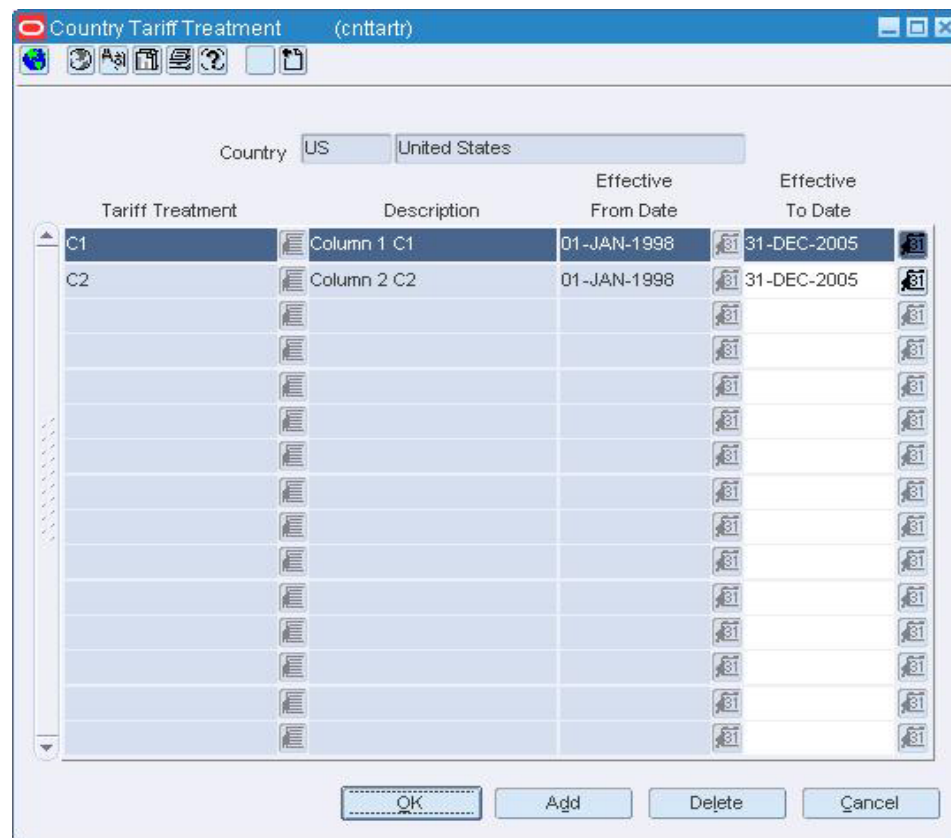 Country Tariff Treatment (cnttartr)
Country US United States
Effective Effective
Tariff Treatment Description From Date To Date
C1 Column 1 C1 01-JAN-1998 31-DEC-2005
C2 Column 2 C2 01-JAN-1998 31-DEC-2005
OK Add Delete Cancel